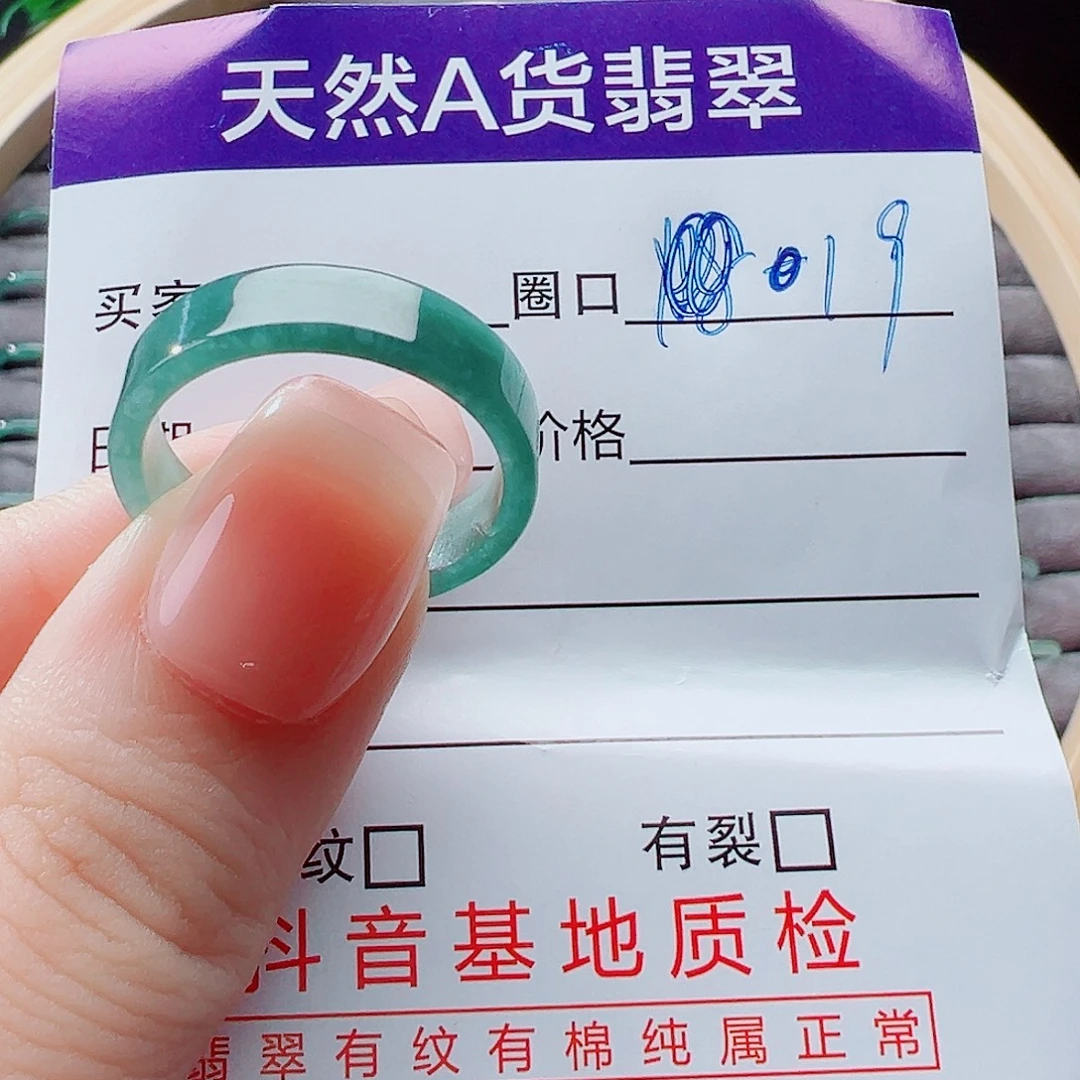 天然A货翡翠
买家 圈口 019
价格
纹□ 有裂□
抖音基地质检
翡翠有纹有棉纯属正常